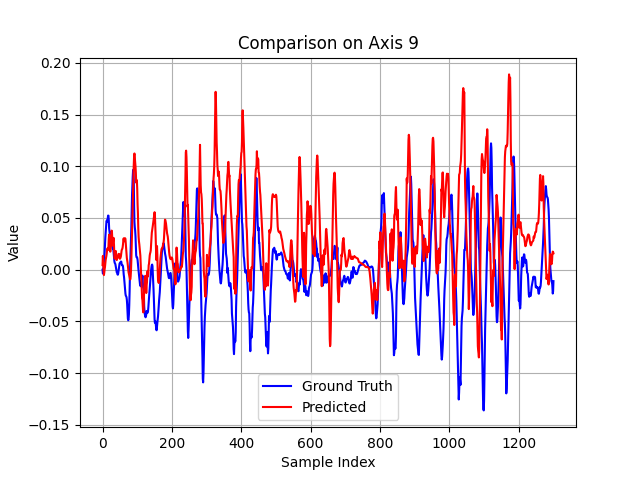 Comparison on Axis 9
0.20
0.15
0.10
0.05
0.00
−0.05
−0.10
−0.15
Value
Ground Truth
Predicted
0 200 400 600 800 1000 1200
Sample Index